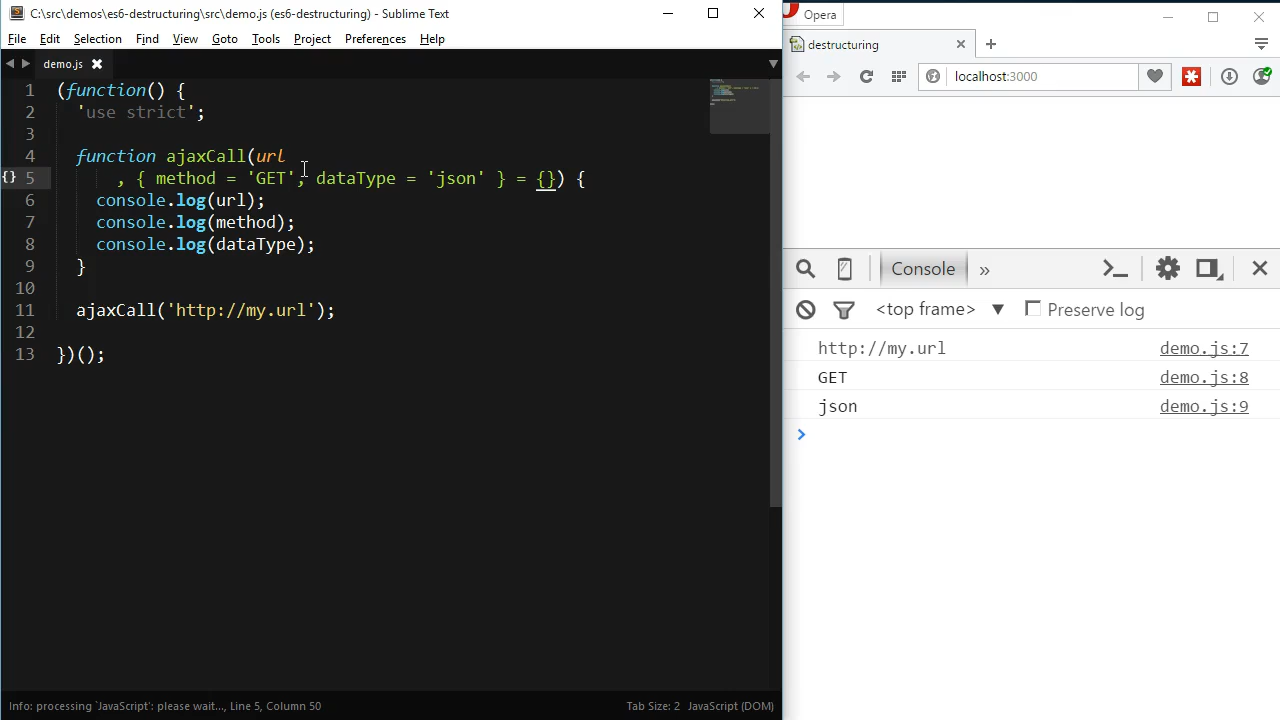 C:\src\demos\es6-destructuring\src\demo.js (es6-destructuring) - Sublime Text
File Edit Selection Find View Goto Tools Project Preferences Help
demo.js
1 (function() {
2 'use strict';
3
4 function ajaxCall(url
{} 5 , { method = 'GET', dataType = 'json' } = {}) {
6 console.log(url);
7 console.log(method);
8 console.log(dataType);
9 }
10
11 ajaxCall('http://my.url');
12
13 })();
Info: processing `JavaScript': please wait..., Line 5, Column 50 Tab Size: 2 JavaScript (DOM)
Opera
destructuring
localhost:3000
Console »
<top frame> ▼ Preserve log
http://my.url demo.js:7
GET demo.js:8
json demo.js:9
>